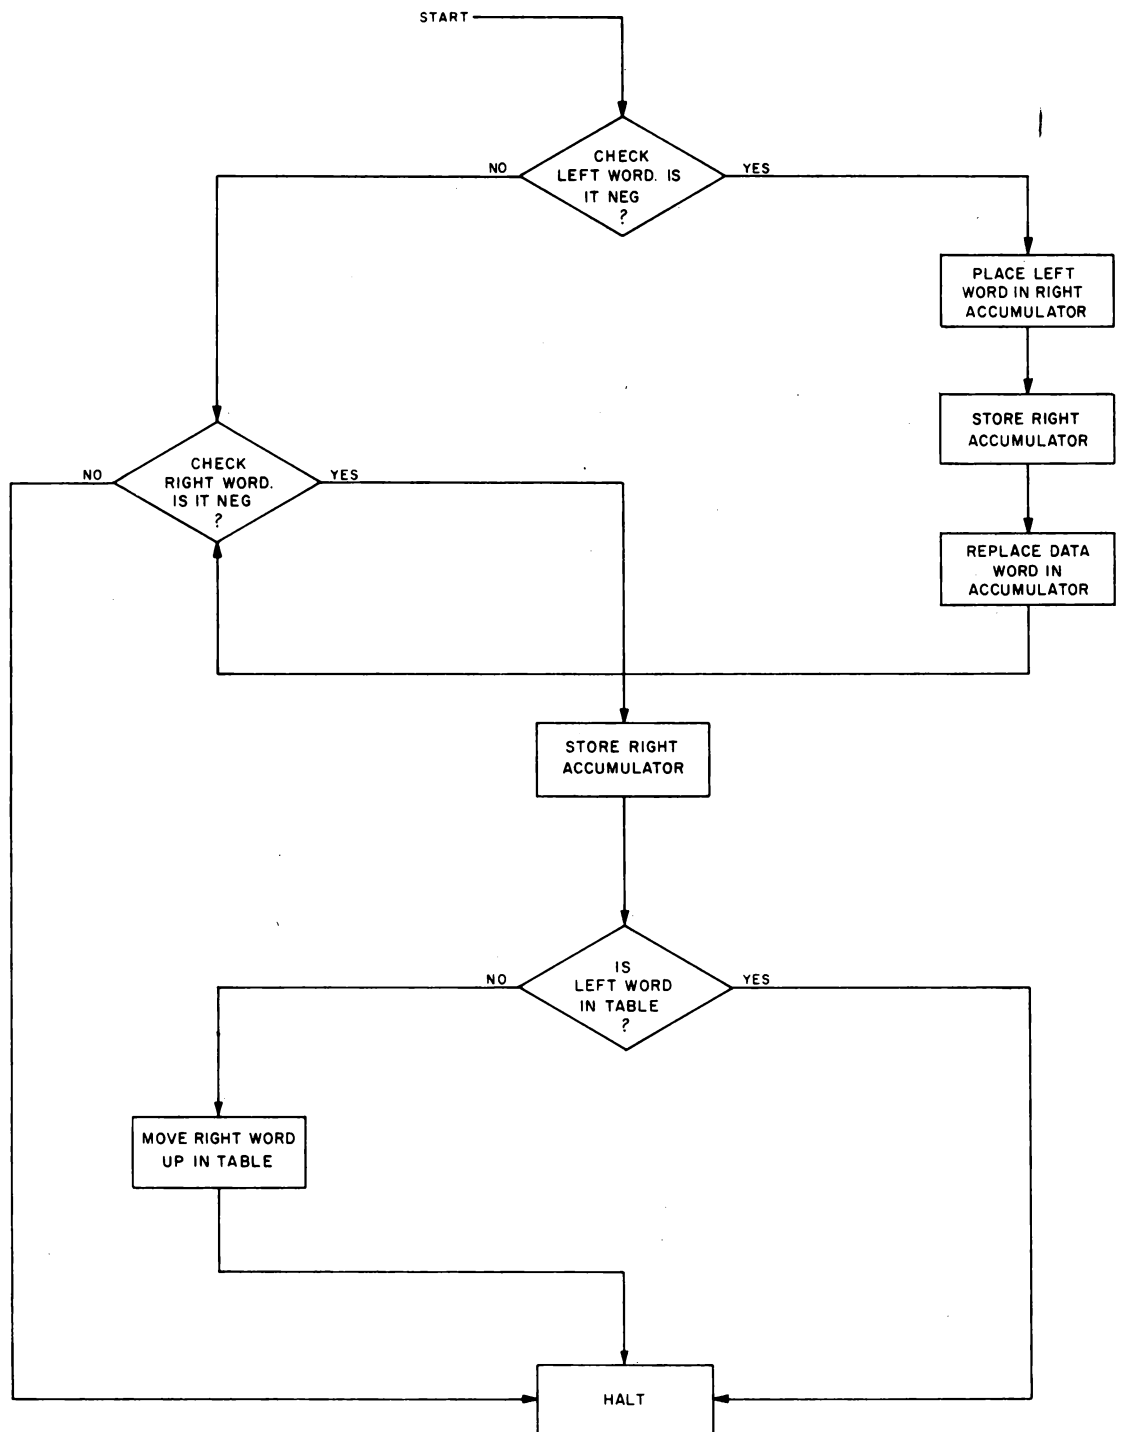 START
CHECK
LEFT WORD. IS
IT NEG
?
NO
YES
PLACE LEFT
WORD IN RIGHT
ACCUMULATOR
STORE RIGHT
ACCUMULATOR
REPLACE DATA
WORD IN
ACCUMULATOR
CHECK
RIGHT WORD.
IS IT NEG
?
NO
YES
STORE RIGHT
ACCUMULATOR
IS
LEFT WORD
IN TABLE
?
NO
YES
MOVE RIGHT WORD
UP IN TABLE
HALT